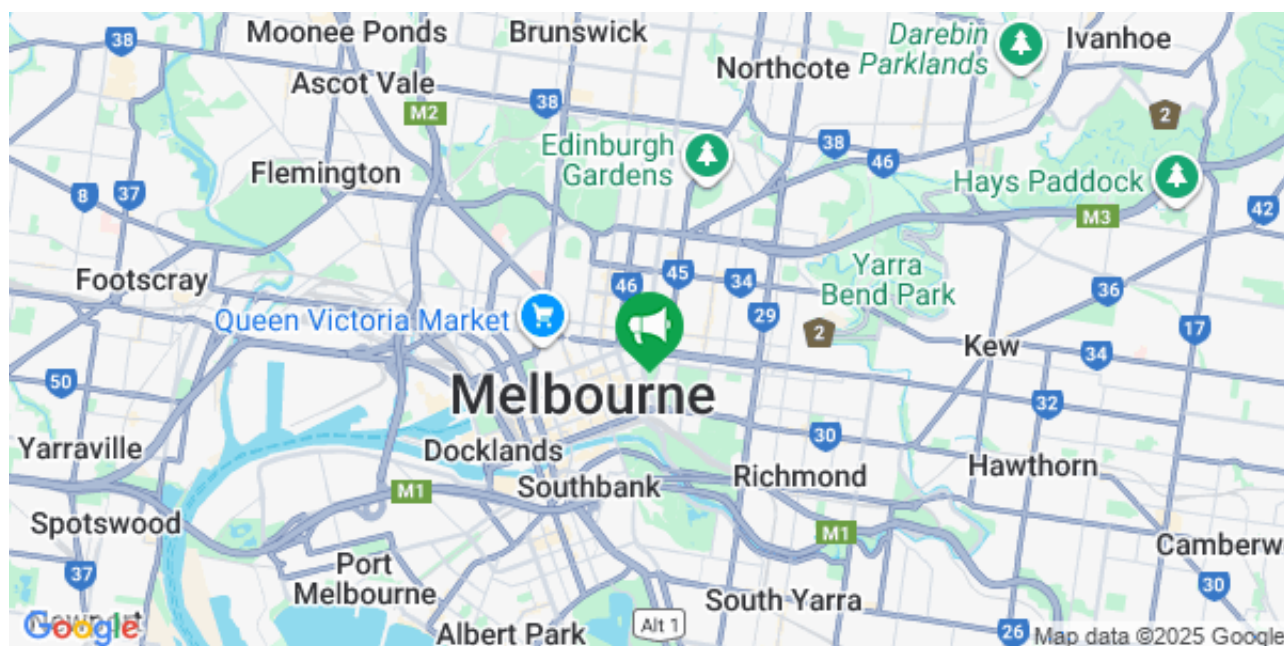 38
Moonee Ponds
Brunswick
Darebin
Parklands
Ivanhoe
Ascot Vale
Northcote
M2
38
2
Edinburgh
Gardens
38
46
Flemington
Hays Paddock
8
37
M3
42
Footscray
46
45
34
Yarra
Bend Park
36
Queen Victoria Market
29
2
17
Kew
34
50
Melbourne
32
Yarraville
Docklands
30
Richmond
Hawthorn
M1
Southbank
Spotswood
M1
Camberw
37
Port
Melbourne
30
South Yarra
Albert Park
Alt 1
26
Google
Map data ©2025 Google